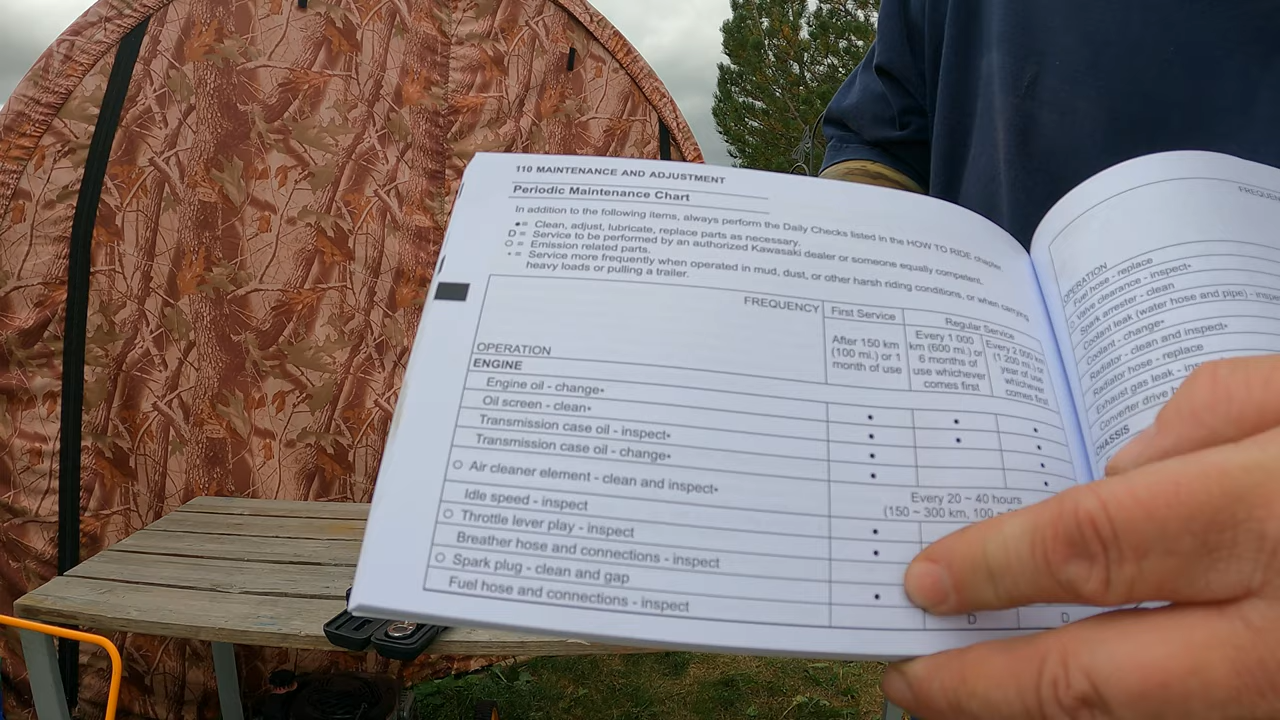 110 MAINTENANCE AND ADJUSTMENT
Periodic Maintenance Chart
In addition to the following items, always perform the Daily Checks listed in the HOW TO RIDE chapter.
•= Clean, adjust, lubricate, replace parts as necessary.
D = Service to be performed by an authorized Kawasaki dealer or someone equally competent.
O = Emission related parts.
* = Service more frequently when operated in mud, dust, or other harsh riding conditions, or when carrying
heavy loads or pulling a trailer.
FREQUENCY
First Service
Regular Service
After 150 km
(100 mi.) or 1
month of use
Every 1 000
km (600 mi.) or
6 months of
use whichever
comes first
Every 2 000 km
(1 200 mi.) or
year of use
whichever
comes first
OPERATION
ENGINE
Engine oil - change* • • •
Oil screen - clean* • • •
Transmission case oil - inspect* • •
Transmission case oil - change* • •
O Air cleaner element - clean and inspect*
Every 20 ~ 40 hours
(150 ~ 300 km, 100 ~
Idle speed - inspect •
O Throttle lever play - inspect •
Breather hose and connections - inspect
O Spark plug - clean and gap •
Fuel hose and connections - inspect D D
OPERATION
Fuel hose - replace
O Valve clearance - inspect*
Spark arrester - clean
Coolant leak (water hose and pipe) -
Coolant - change*
Radiator - clean and inspect*
Radiator hose - replace
Exhaust gas leak -
Converter drive
CHASSIS